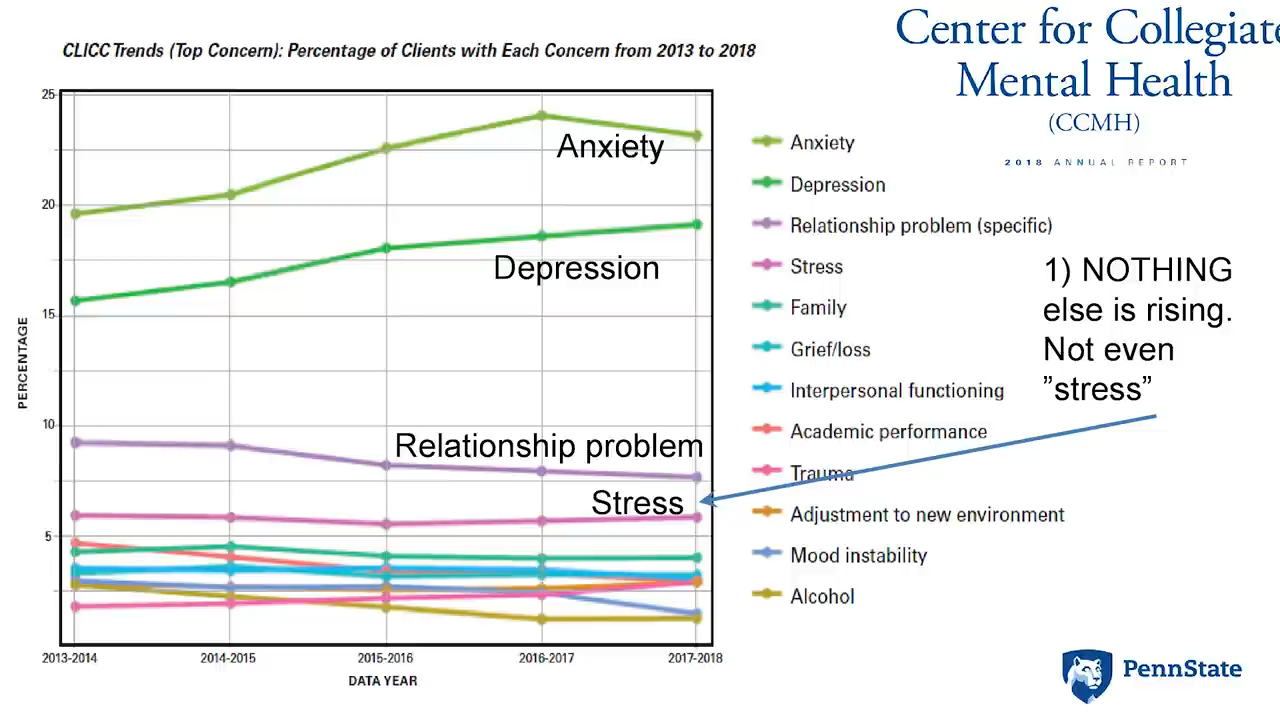 CLICC Trends (Top Concern): Percentage of Clients with Each Concern from 2013 to 2018
Center for Collegiate
Mental Health
(CCMH)
2018 ANNUAL REPORT
25
20
15
10
5
PERCENTAGE
Anxiety
Depression
Relationship problem
Stress
2013-2014
2014-2015
2015-2016
2016-2017
2017-2018
DATA YEAR
Anxiety
Depression
Relationship problem (specific)
Stress
Family
Grief/loss
Interpersonal functioning
Academic performance
Trauma
Adjustment to new environment
Mood instability
Alcohol
1) NOTHING
else is rising.
Not even
”stress”
PennState